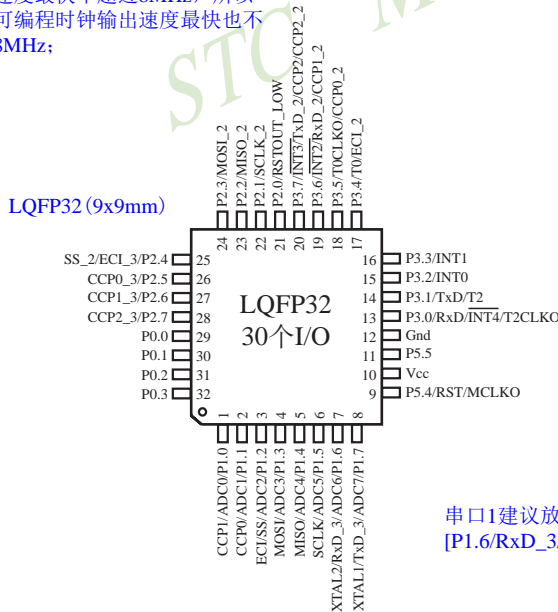 可编程时钟输出速度最快也不
8MHz；
STC
LQFP32（9x9mm）
P2.3/MOSI_2
P2.2/MISO_2
P2.1/SCLK_2
P2.0/RSTOUT_LOW
P3.7/INT3/TxD_2/CCP2/CCP2_2
P3.6/INT2/RxD_2/CCP1_2
P3.5/T0CLKO/CCP0_2
P3.4/T0/ECI_2
24 23 22 21 20 19 18 17
SS_2/ECI_3/P2.4 25
CCP0_3/P2.5 26
CCP1_3/P2.6 27
CCP2_3/P2.7 28
P0.0 29
P0.1 30
P0.2 31
P0.3 32
LQFP32
30个I/O
16 P3.3/INT1
15 P3.2/INT0
14 P3.1/TxD/T2
13 P3.0/RxD/INT4/T2CLKO
12 Gnd
11 P5.5
10 Vcc
9 P5.4/RST/MCLKO
1 2 3 4 5 6 7 8
CCP1/ADC0/P1.0
CCP0/ADC1/P1.1
ECI/SS/ADC2/P1.2
MOSI/ADC3/P1.3
MISO/ADC4/P1.4
SCLK/ADC5/P1.5
XTAL2/RxD_3/ADC6/P1.6
XTAL1/TxD_3/ADC7/P1.7
串口1建议放
[P1.6/RxD_3/